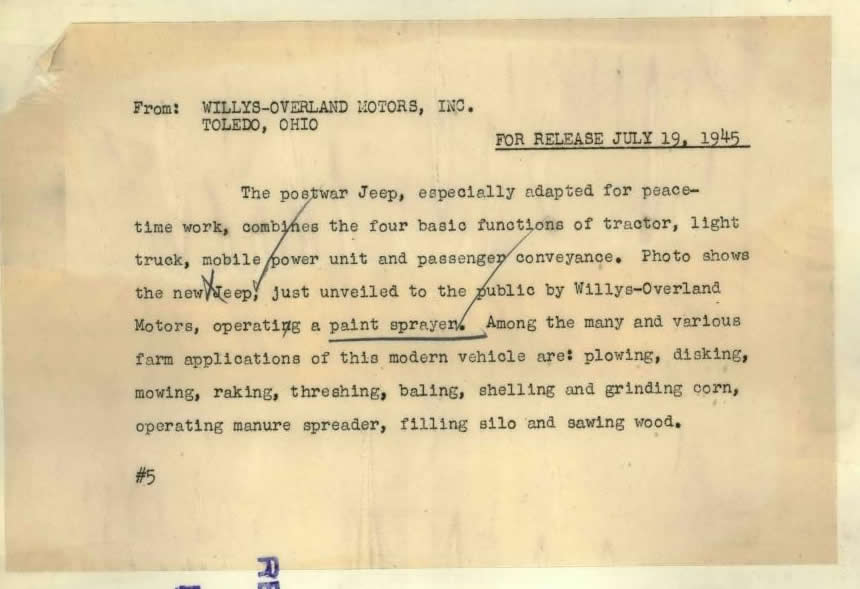 From: WILLYS-OVERLAND MOTORS, INC.
TOLEDO, OHIO
FOR RELEASE JULY 19, 1945
The postwar Jeep, especially adapted for peace-
time work, combines the four basic functions of tractor, light
truck, mobile power unit and passenger conveyance. Photo shows
the new Jeep, just unveiled to the public by Willys-Overland
Motors, operating a paint sprayer. Among the many and various
farm applications of this modern vehicle are: plowing, disking,
mowing, raking, threshing, baling, shelling and grinding corn,
operating manure spreader, filling silo and sawing wood.
#5